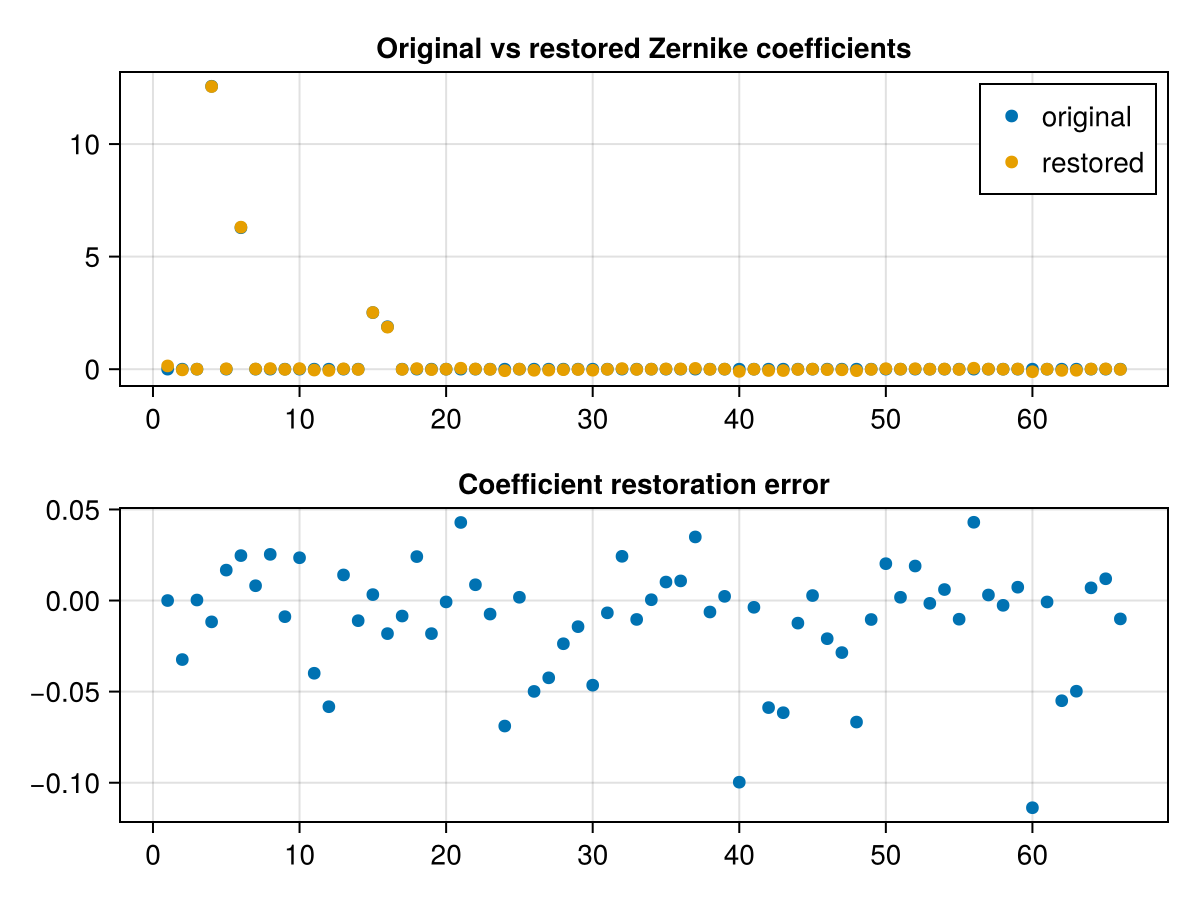 Original vs restored Zernike coefficients
original
restored
10
5
0
0 10 20 30 40 50 60
Coefficient restoration error
0.05
0.00
−0.05
−0.10
0 10 20 30 40 50 60